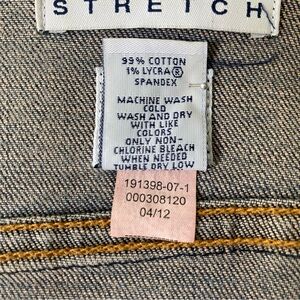 STRETCH
99% COTTON
1% LYCRA®
SPANDEX
MACHINE WASH
COLD
WASH AND DRY
WITH LIKE
COLORS
ONLY NON-
CHLORINE BLEACH
WHEN NEEDED
TUMBLE DRY LOW
191398-07-1
000308120
04/12